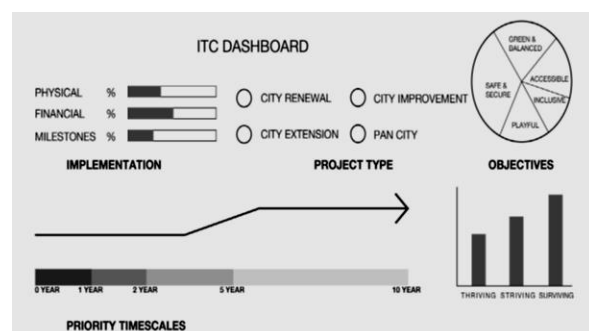 ITC DASHBOARD
PHYSICAL %
FINANCIAL %
MILESTONES %
IMPLEMENTATION
CITY RENEWAL
CITY IMPROVEMENT
CITY EXTENSION
PAN CITY
PROJECT TYPE
GREEN &
BALANCED
ACCESSIBLE
INCLUSIVE
SAFE &
SECURE
PLAYFUL
OBJECTIVES
0 YEAR 1 YEAR 2 YEAR 5 YEAR 10 YEAR
PRIORITY TIMESCALES
THRIVING STRIVING SURVIVING